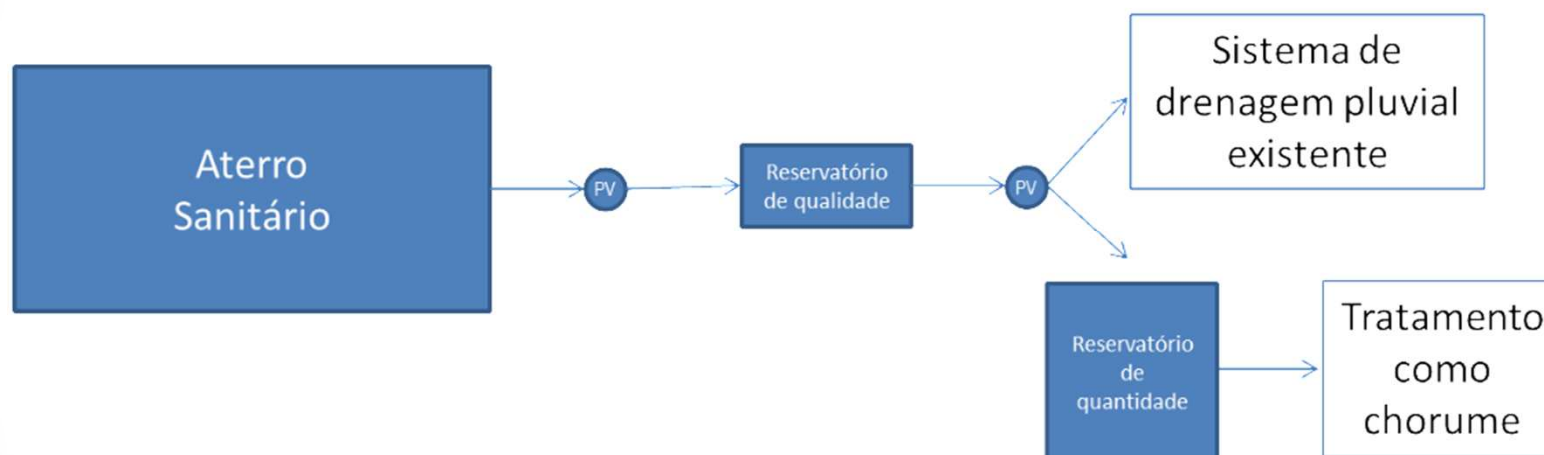 Aterro
Sanitário
PV
Reservatório
de qualidade
PV
Sistema de
drenagem pluvial
existente
Reservatório
de
quantidade
Tratamento
como
chorume